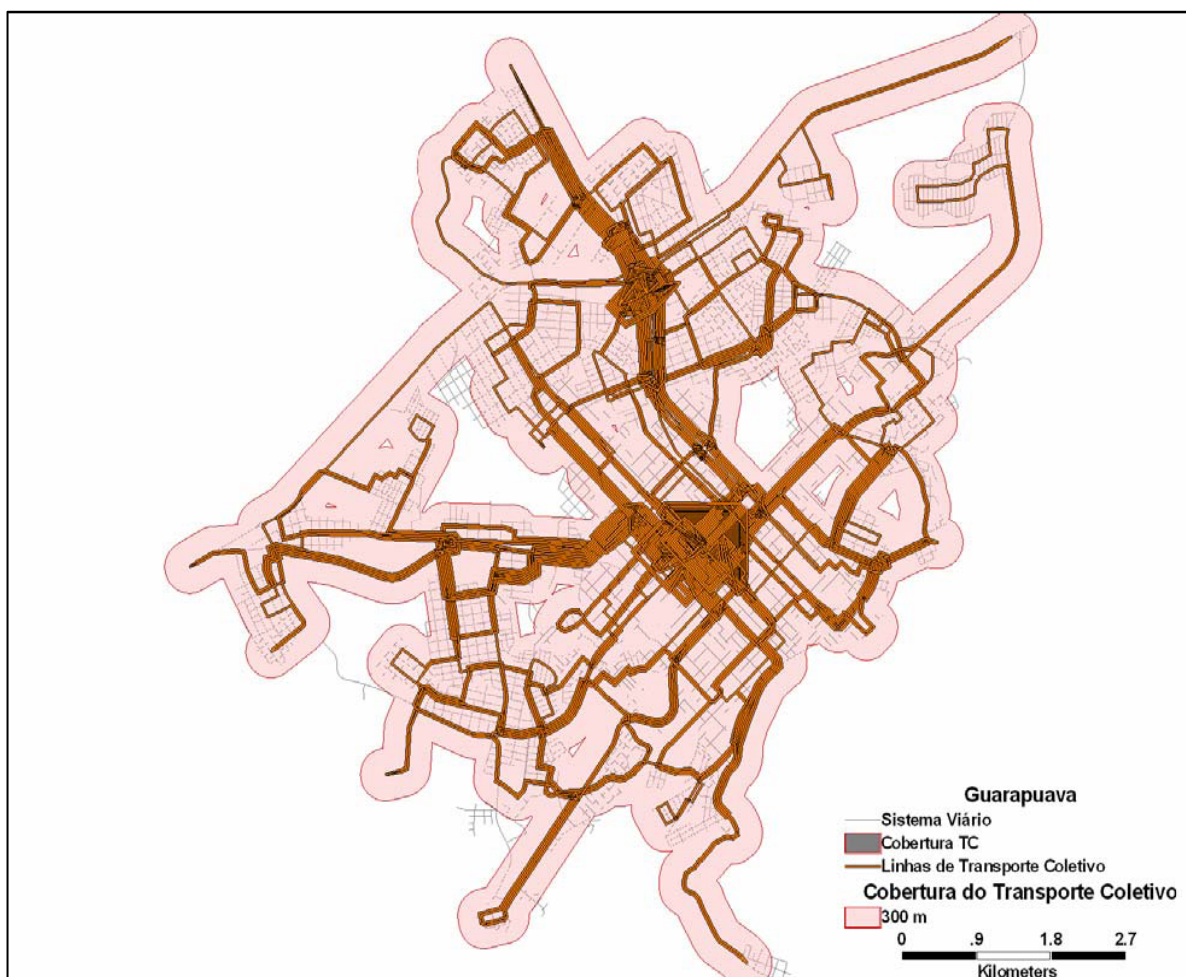 Guarapuava
Sistema Viário
Cobertura TC
Linhas de Transporte Coletivo
Cobertura do Transporte Coletivo
300 m
0 .9 1.8 2.7
Kilometers